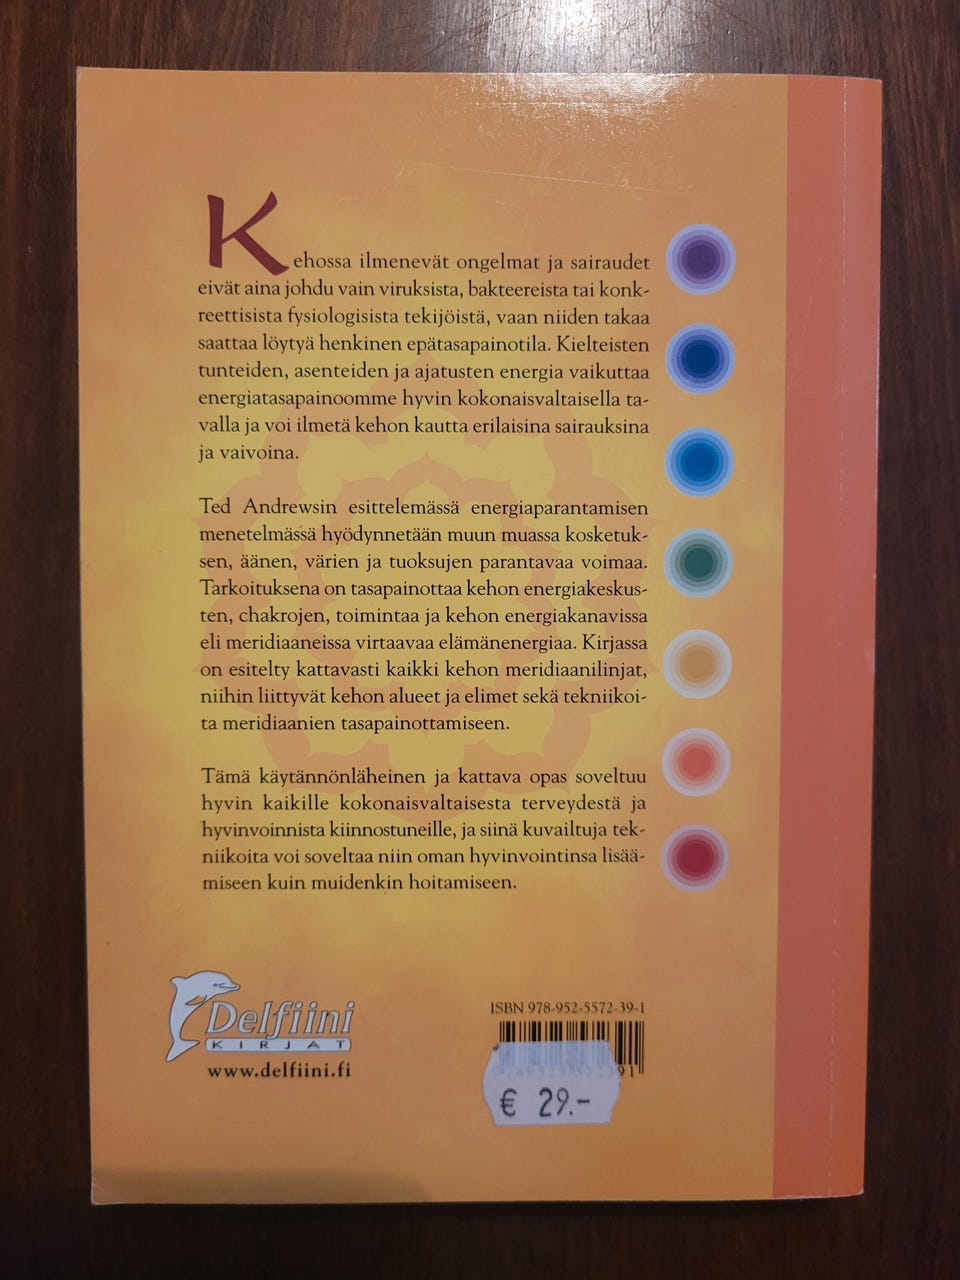 Kehossa ilmenevät ongelmat ja sairaudet
eivät aina johdu vain viruksista, bakteereista tai konk-
reettisista fysiologisista tekijöistä, vaan niiden takaa
saattaa löytyä henkinen epätasapainotila. Kielteisten
tunteiden, asenteiden ja ajatusten energia vaikuttaa
energiatasapainoomme hyvin kokonaisvaltaisella ta-
valla ja voi ilmetä kehon kautta erilaisina sairauksina
ja vaivoina.
Ted Andrewsin esittelemässä energiaparantamisen
menetelmässä hyödynnetään muun muassa kosketuk-
sen, äänen, värien ja tuoksujen parantavaa voimaa.
Tarkoituksena on tasapainottaa kehon energiakeskus-
ten, chakrojen, toimintaa ja kehon energiakanavissa
eli meridiaaneissa virtaavaa elämänenergiaa. Kirjassa
on esitelty kattavasti kaikki kehon meridiaanilinjat,
niihin liittyvät kehon alueet ja elimet sekä tekniikoi-
ta meridiaanien tasapainottamiseen.
Tämä käytännönläheinen ja kattava opas soveltuu
hyvin kaikille kokonaisvaltaisesta terveydestä ja
hyvinvoinnista kiinnostuneille, ja siinä kuvailtuja tek-
niikoita voi soveltaa niin oman hyvinvointinsa lisää-
miseen kuin muidenkin hoitamiseen.
Delfiini
KIRJAT
www.delfiini.fi
ISBN 978-952-5572-39-1
€ 29.-